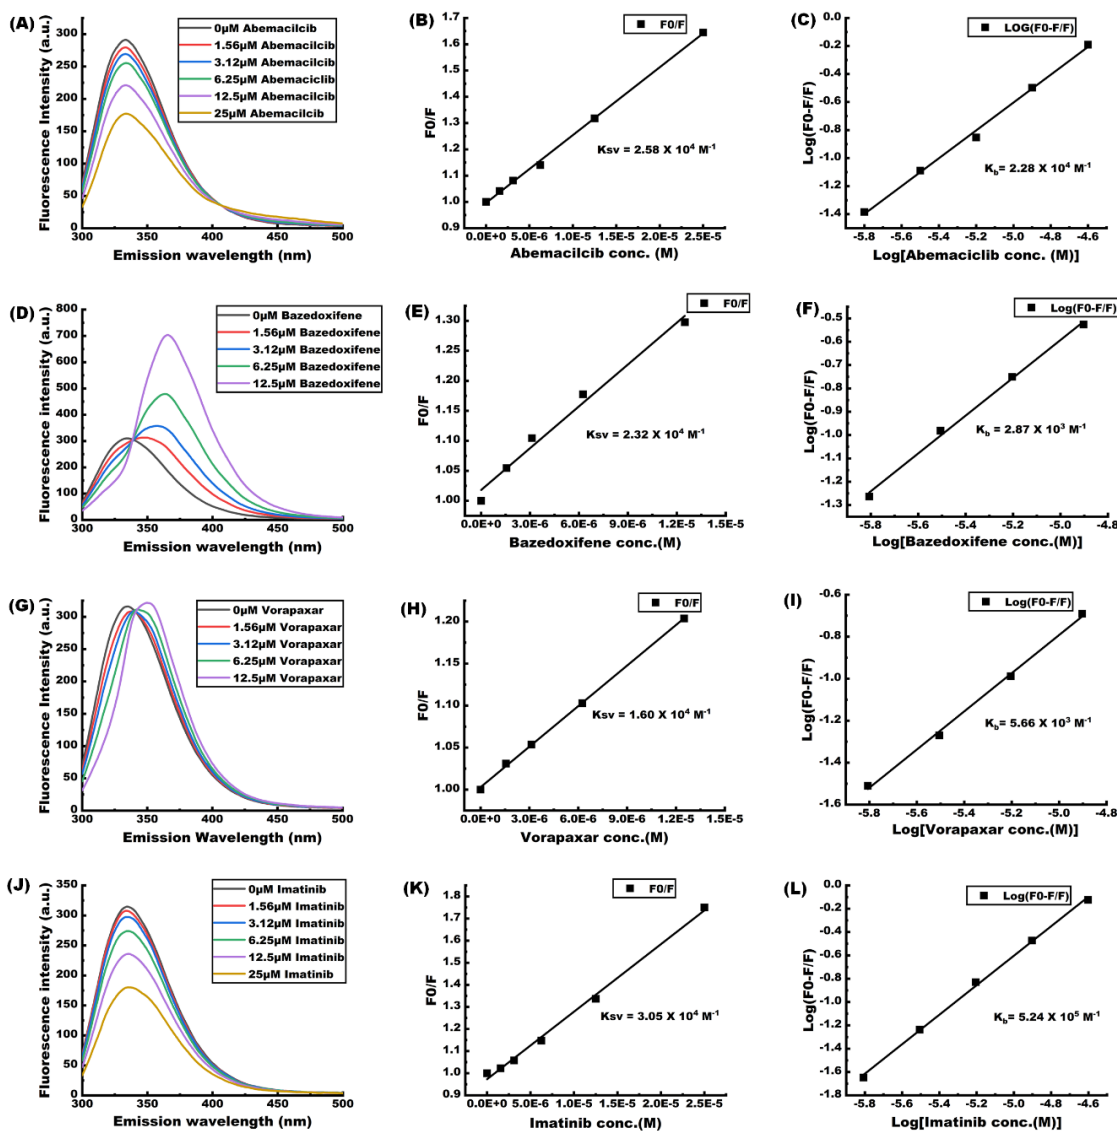 (A)
0μM Abemacilcib
1.56μM Abemacilcib
3.12μM Abemacilcib
6.25μM Abemaciclib
12.5μM Abemacilcib
25μM Abemacilcib
Fluorescence Intensity (a.u.)
300
250
200
150
100
50
0
300 350 400 450 500
Emission wavelength (nm)
(B)
F0/F
F0/F
1.7
1.6
1.5
1.4
1.3
1.2
1.1
1.0
0.9
Ksv = 2.58 X 10⁴ M⁻¹
0.0E+0 5.0E-6 1.0E-5 1.5E-5 2.0E-5 2.5E-5
Abemacilcib conc. (M)
(C)
LOG(F0-F/F)
Log(F0-F/F)
0.0
-0.2
-0.4
-0.6
-0.8
-1.0
-1.2
-1.4
K_b= 2.28 X 10⁴ M⁻¹
-5.8 -5.6 -5.4 -5.2 -5.0 -4.8 -4.6
Log[Abemaciclib conc. (M)]
(D)
0μM Bazedoxifene
1.56μM Bazedoxifene
3.12μM Bazedoxifene
6.25μM Bazedoxifene
12.5μM Bazedoxifene
Fluorescence Intensity (a.u.)
800
700
600
500
400
300
200
100
0
300 350 400 450 500
Emission wavelength (nm)
(E)
F0/F
F0/F
1.30
1.25
1.20
1.15
1.10
1.05
1.00
Ksv = 2.32 X 10⁴ M⁻¹
0.0E+0 3.0E-6 6.0E-6 9.0E-6 1.2E-5 1.5E-5
Bazedoxifene conc.(M)
(F)
Log(F0-F/F)
Log(F0-F/F)
-0.5
-0.6
-0.7
-0.8
-0.9
-1.0
-1.1
-1.2
-1.3
K_b = 2.87 X 10³ M⁻¹
-5.8 -5.6 -5.4 -5.2 -5.0 -4.8
Log[Bazedoxifene conc.(M)]
(G)
0μM Vorapaxar
1.56μM Vorapaxar
3.12μM Vorapaxar
6.25μM Vorapaxar
12.5μM Vorapaxar
Fluorescence Intensity (a.u.)
300
250
200
150
100
50
0
300 350 400 450 500
Emission Wavelength (nm)
(H)
F0/F
F0/F
1.20
1.15
1.10
1.05
1.00
Ksv = 1.60 X 10⁴ M⁻¹
0.0E+0 3.0E-6 6.0E-6 9.0E-6 1.2E-5 1.5E-5
Vorapaxar conc.(M)
(I)
Log(F0-F/F)
Log(F0-F/F)
-0.6
-0.8
-1.0
-1.2
-1.4
-1.6
K_b= 5.66 X 10³ M⁻¹
-5.8 -5.6 -5.4 -5.2 -5.0 -4.8
Log[Vorapaxar conc.(M)]
(J)
0μM Imatinib
1.56μM Imatinib
3.12μM Imatinib
6.25μM Imatinib
12.5μM Imatinib
25μM Imatinib
Fluorescence intensity (a.u.)
350
300
250
200
150
100
50
0
300 350 400 450 500
Emission wavelength (nm)
(K)
F0/F
F0/F
1.8
1.7
1.6
1.5
1.4
1.3
1.2
1.1
1.0
0.9
Ksv = 3.05 X 10⁴ M⁻¹
0.0E+0 5.0E-6 1.0E-5 1.5E-5 2.0E-5 2.5E-5
Imatinib conc.(M)
(L)
Log(F0-F/F)
Log(F0-F/F)
0.0
-0.2
-0.4
-0.6
-0.8
-1.0
-1.2
-1.4
-1.6
-1.8
K_b= 5.24 X 10⁵ M⁻¹
-5.8 -5.6 -5.4 -5.2 -5.0 -4.8 -4.6
Log[Imatinib conc.(M)]